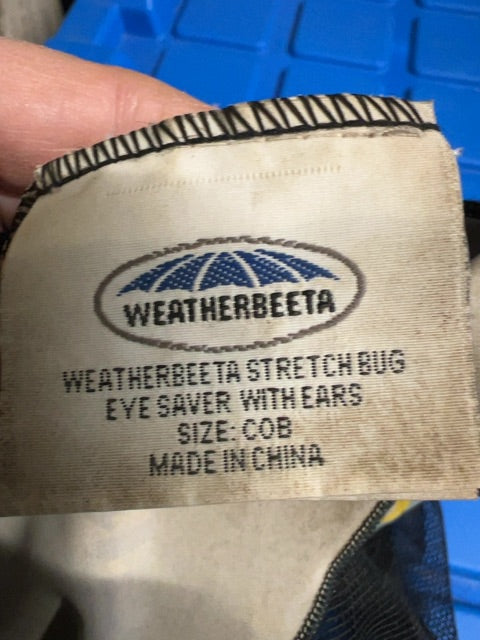 WEATHERBEETA
WEATHERBEETA STRETCH BUG
EYE SAVER WITH EARS
SIZE: COB
MADE IN CHINA